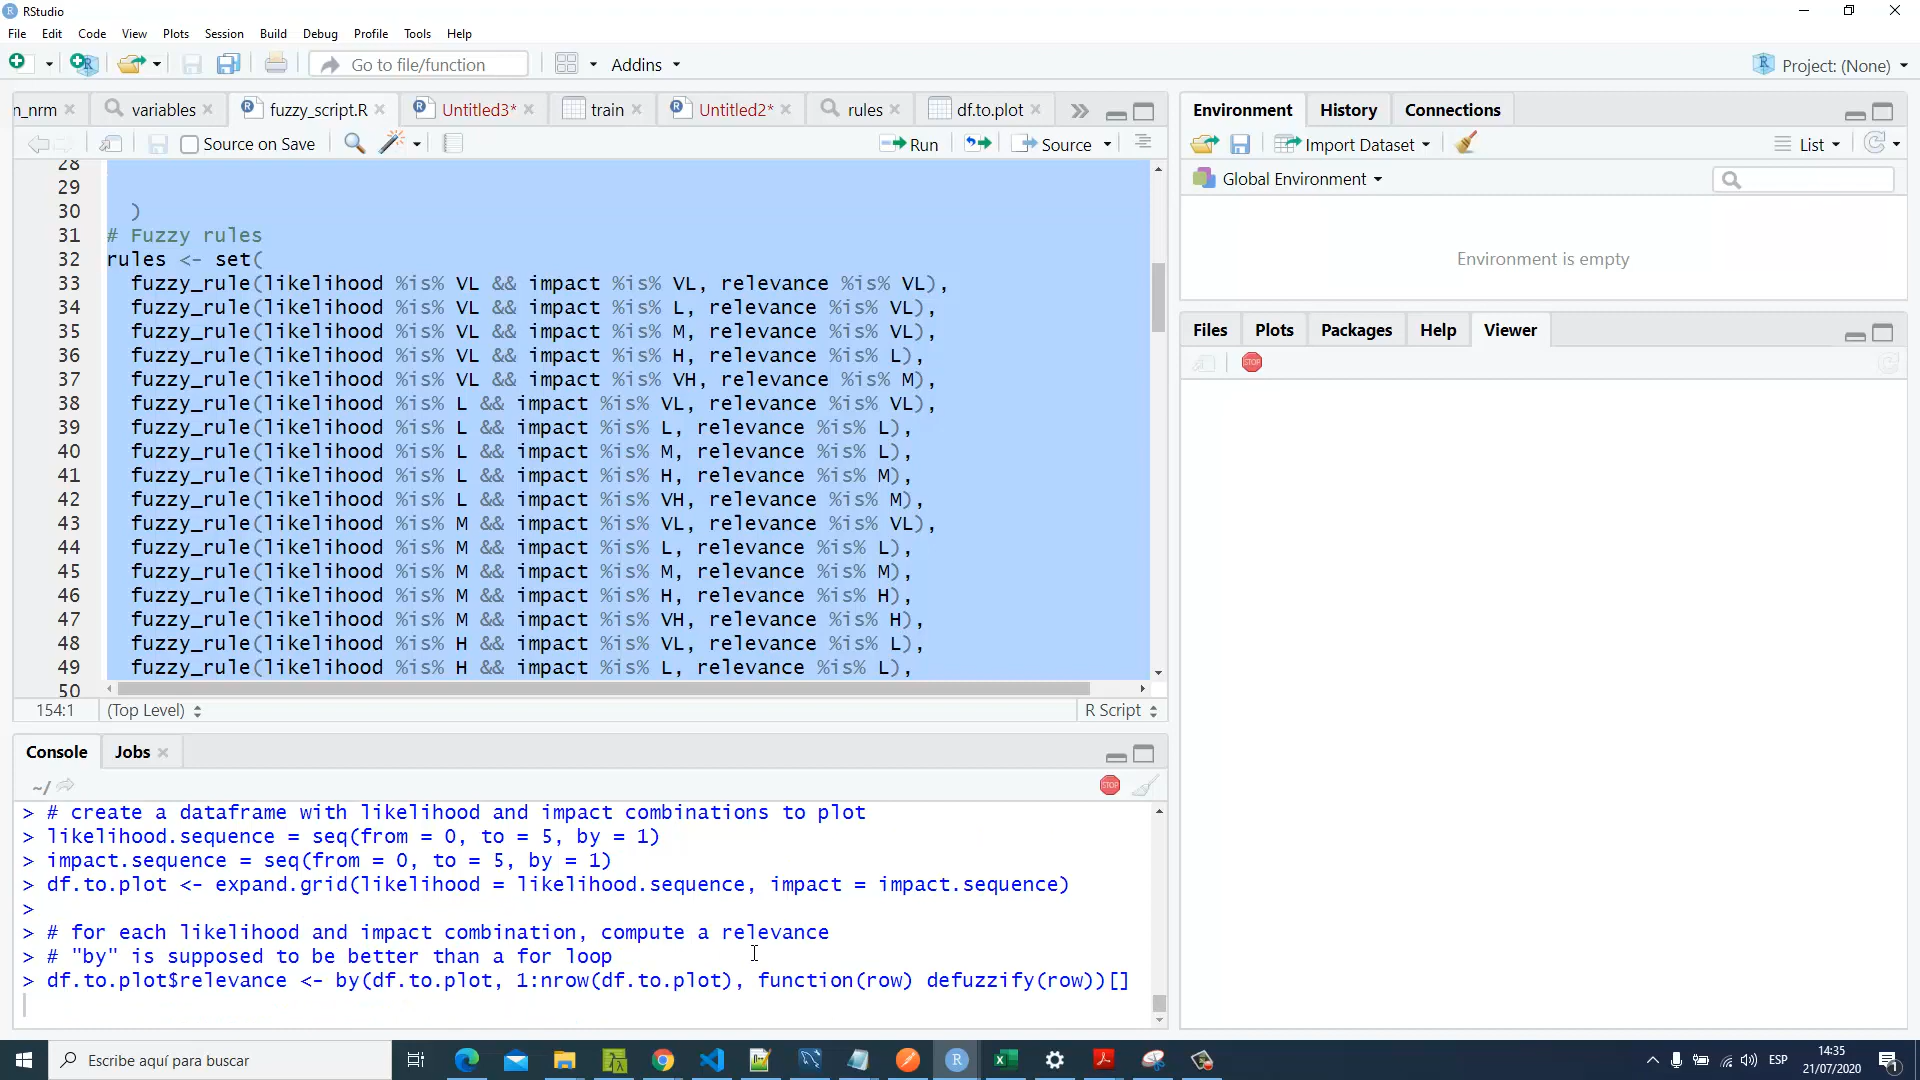 RStudio
File Edit Code View Plots Session Build Debug Profile Tools Help
Go to file/function Addins Project: (None)
n_nrm variables fuzzy_script.R Untitled3* train Untitled2* rules df.to.plot
Source on Save Run Source
28
29
30 )
31 # Fuzzy rules
32 rules <- set(
33 fuzzy_rule(likelihood %is% VL && impact %is% VL, relevance %is% VL),
34 fuzzy_rule(likelihood %is% VL && impact %is% L, relevance %is% VL),
35 fuzzy_rule(likelihood %is% VL && impact %is% M, relevance %is% VL),
36 fuzzy_rule(likelihood %is% VL && impact %is% H, relevance %is% L),
37 fuzzy_rule(likelihood %is% VL && impact %is% VH, relevance %is% M),
38 fuzzy_rule(likelihood %is% L && impact %is% VL, relevance %is% VL),
39 fuzzy_rule(likelihood %is% L && impact %is% L, relevance %is% L),
40 fuzzy_rule(likelihood %is% L && impact %is% M, relevance %is% L),
41 fuzzy_rule(likelihood %is% L && impact %is% H, relevance %is% M),
42 fuzzy_rule(likelihood %is% L && impact %is% VH, relevance %is% M),
43 fuzzy_rule(likelihood %is% M && impact %is% VL, relevance %is% VL),
44 fuzzy_rule(likelihood %is% M && impact %is% L, relevance %is% L),
45 fuzzy_rule(likelihood %is% M && impact %is% M, relevance %is% M),
46 fuzzy_rule(likelihood %is% M && impact %is% H, relevance %is% H),
47 fuzzy_rule(likelihood %is% M && impact %is% VH, relevance %is% H),
48 fuzzy_rule(likelihood %is% H && impact %is% VL, relevance %is% L),
49 fuzzy_rule(likelihood %is% H && impact %is% L, relevance %is% L),
50
154:1 (Top Level) R Script
Console Jobs
~/
STOP
> # create a dataframe with likelihood and impact combinations to plot
> likelihood.sequence = seq(from = 0, to = 5, by = 1)
> impact.sequence = seq(from = 0, to = 5, by = 1)
> df.to.plot <- expand.grid(likelihood = likelihood.sequence, impact = impact.sequence)
>
> # for each likelihood and impact combination, compute a relevance
> # "by" is supposed to be better than a for loop
> df.to.plot$relevance <- by(df.to.plot, 1:nrow(df.to.plot), function(row) defuzzify(row))[]
Environment History Connections
Import Dataset List
Global Environment
Environment is empty
Files Plots Packages Help Viewer
STOP
Escribe aquí para buscar
ESP
14:35
21/07/2020
1